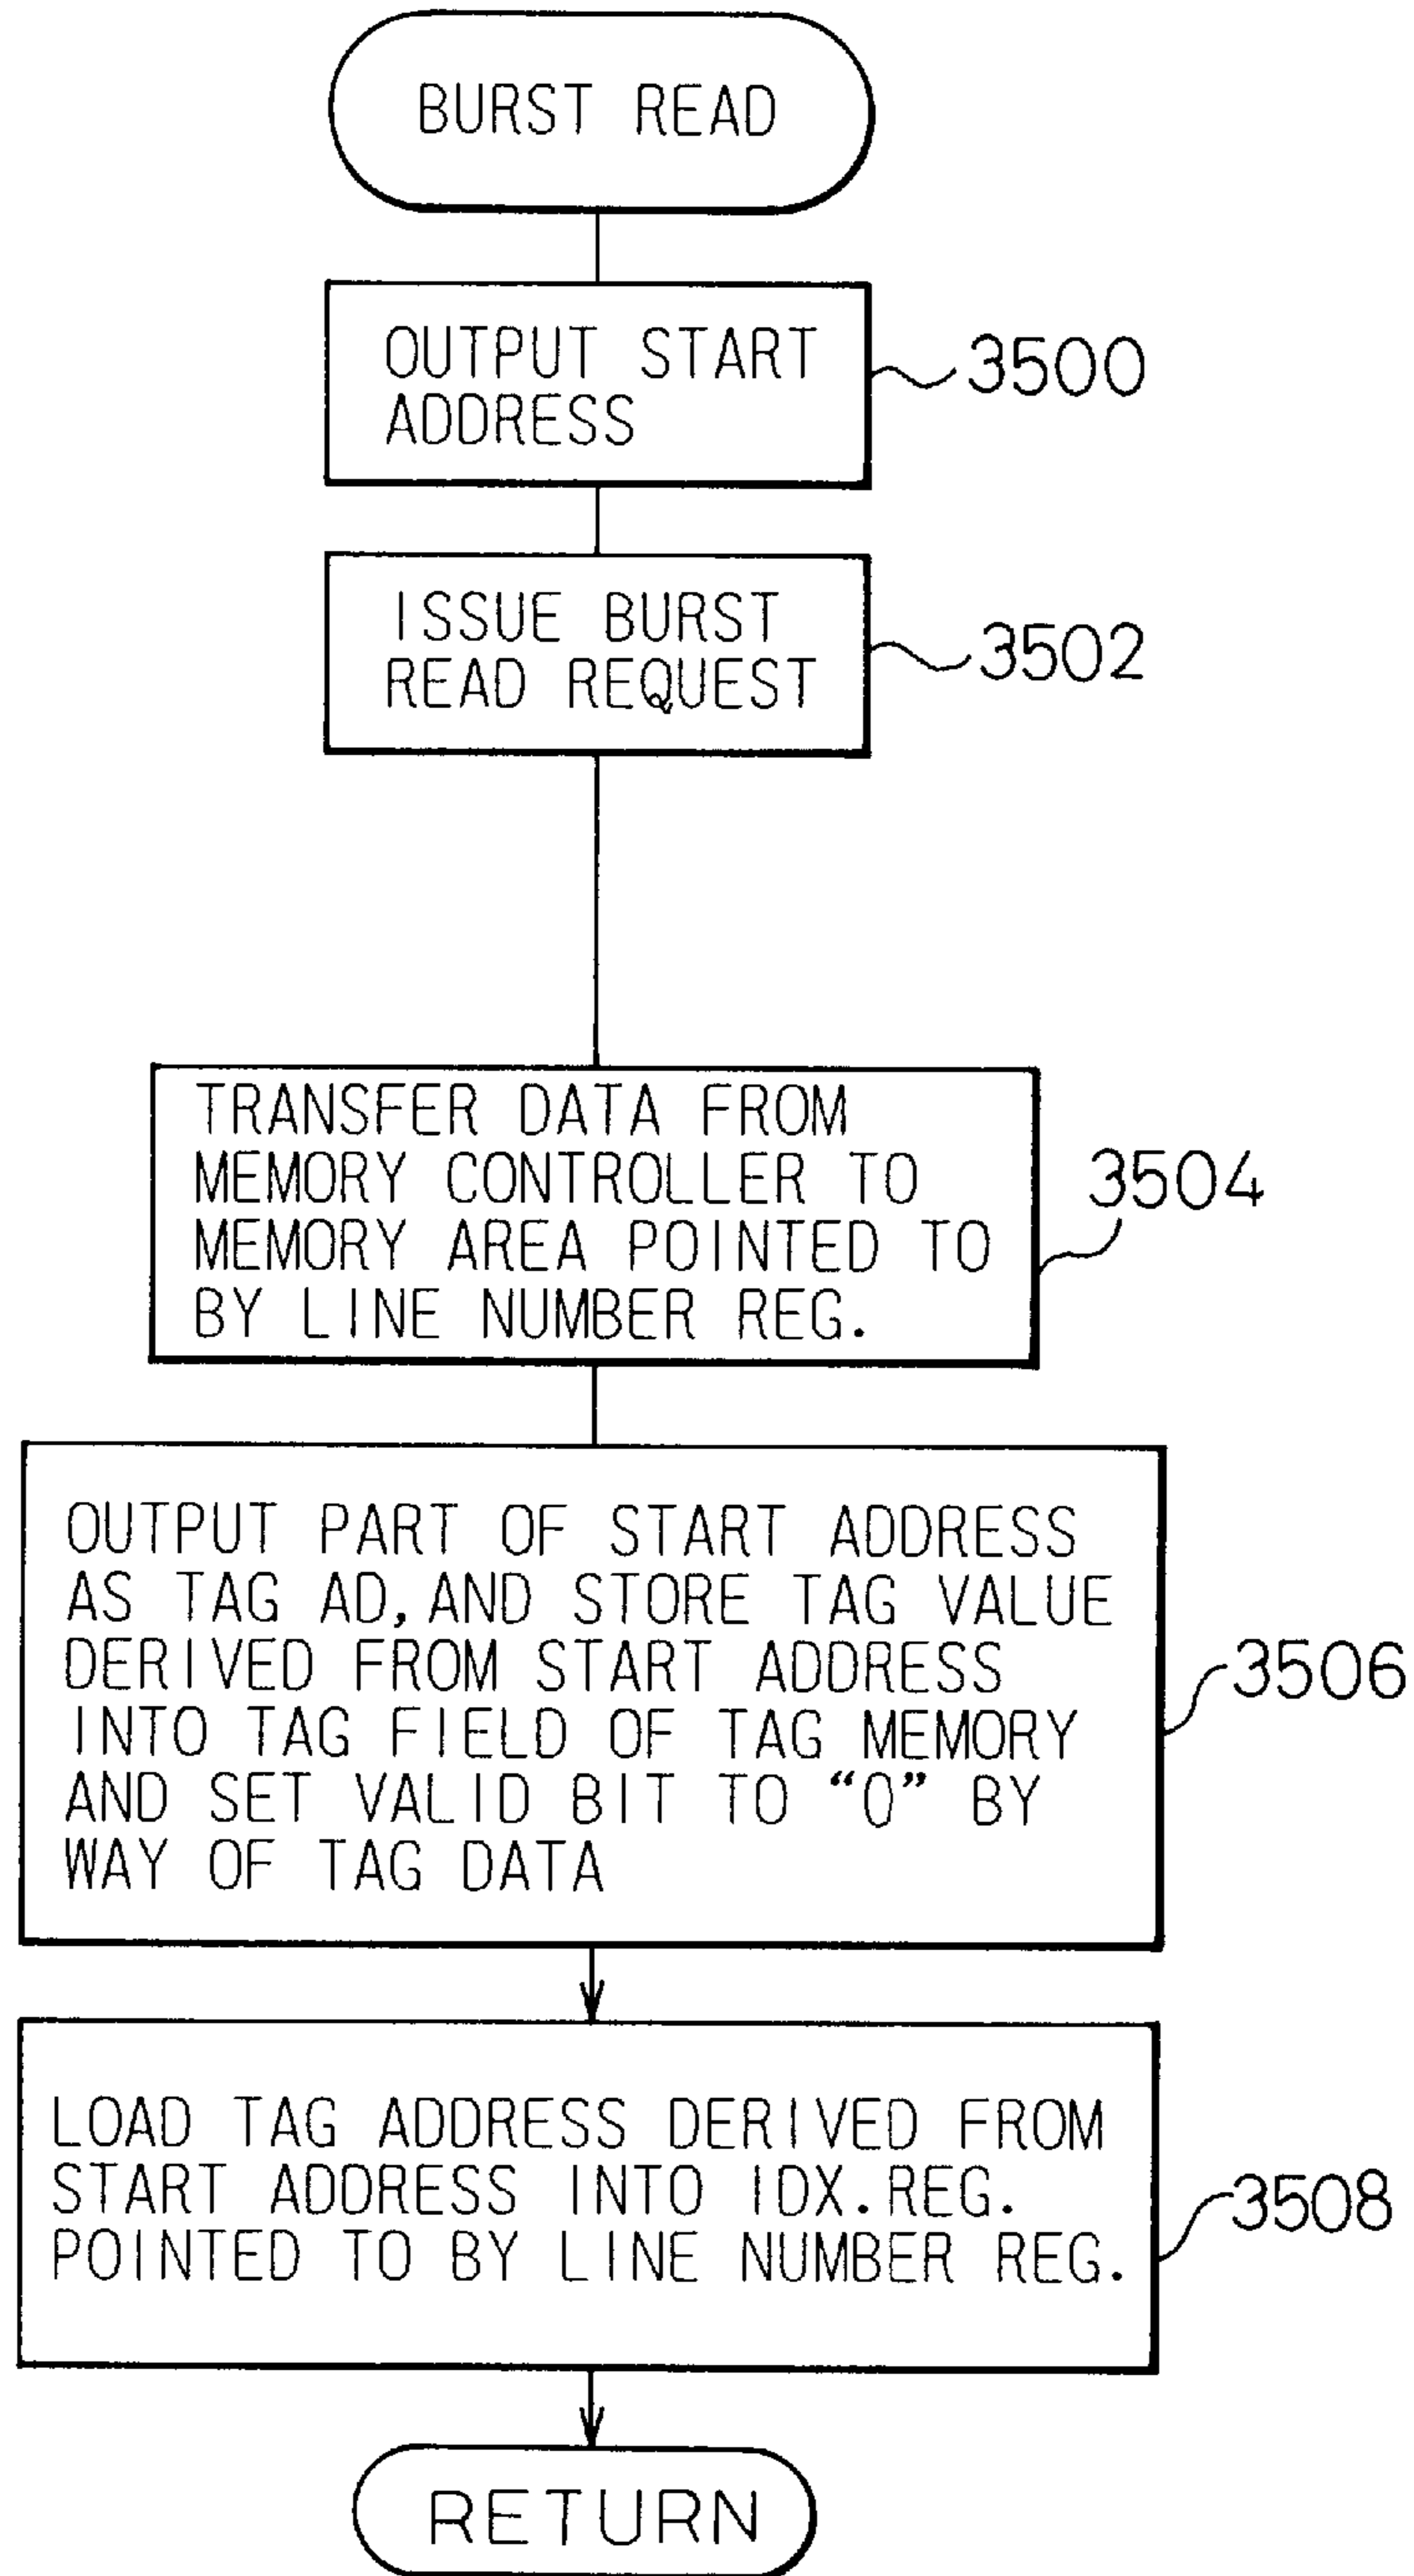 BURST READ
OUTPUT START
ADDRESS
3500
ISSUE BURST
READ REQUEST
3502
TRANSFER DATA FROM
MEMORY CONTROLLER TO
MEMORY AREA POINTED TO
BY LINE NUMBER REG.
3504
OUTPUT PART OF START ADDRESS
AS TAG AD, AND STORE TAG VALUE
DERIVED FROM START ADDRESS
INTO TAG FIELD OF TAG MEMORY
AND SET VALID BIT TO “0” BY
WAY OF TAG DATA
3506
LOAD TAG ADDRESS DERIVED FROM
START ADDRESS INTO IDX.REG.
POINTED TO BY LINE NUMBER REG.
3508
RETURN